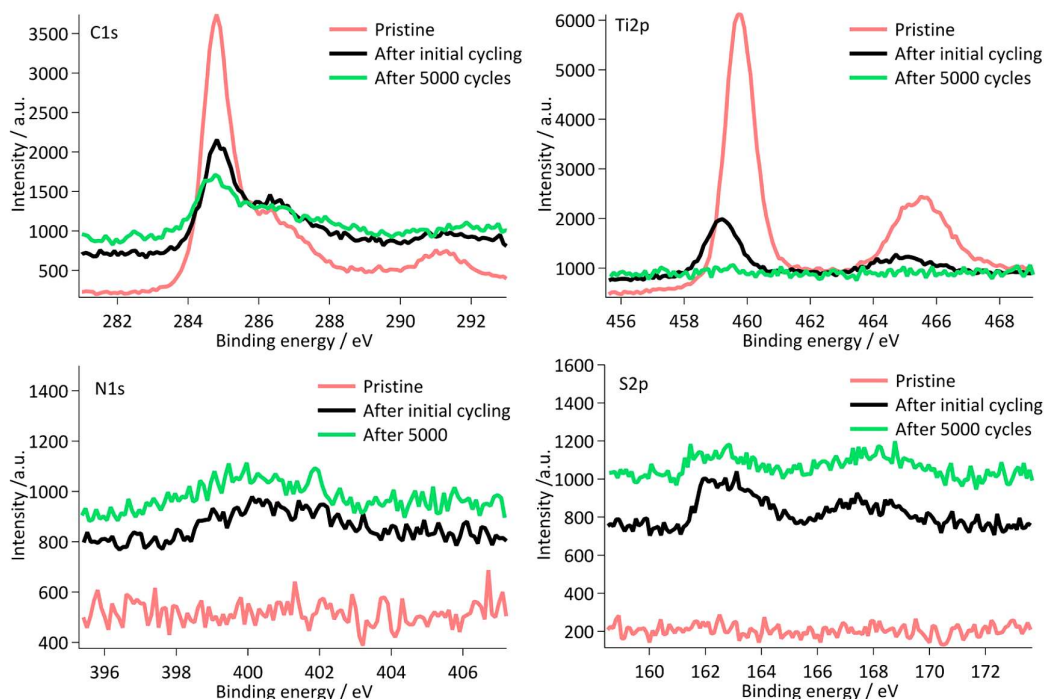 C1s
Pristine
After initial cycling
After 5000 cycles
Intensity / a.u.
3500
3000
2500
2000
1500
1000
500
282 284 286 288 290 292
Binding energy / eV
Ti2p
Pristine
After initial cycling
After 5000 cycles
Intensity / a.u.
6000
5000
4000
3000
2000
1000
456 458 460 462 464 466 468
Binding energy / eV
N1s
Pristine
After initial cycling
After 5000
Intensity /a.u.
1400
1200
1000
800
600
400
396 398 400 402 404 406
Binding energy / eV
S2p
Pristine
After initial cycling
After 5000 cycles
Intensity /a.u.
1600
1400
1200
1000
800
600
400
200
160 162 164 166 168 170 172
Binding energy / eV